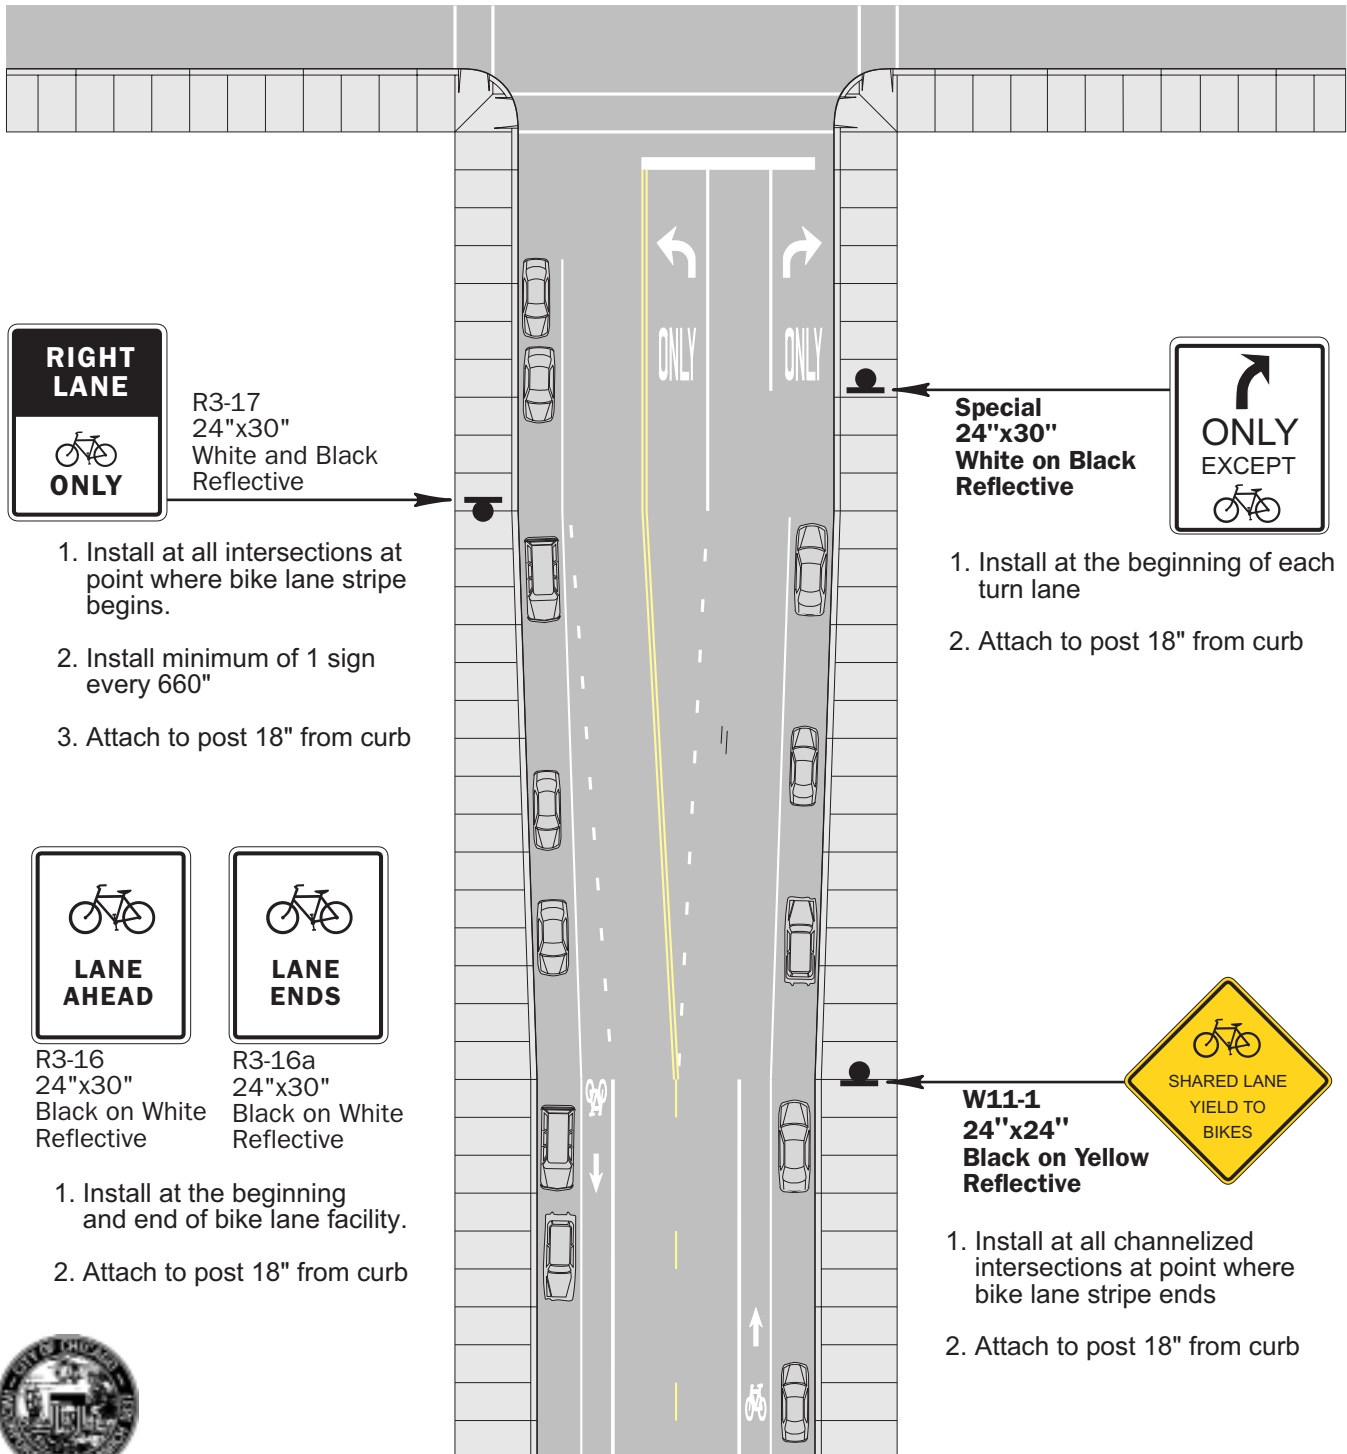 RIGHT
LANE
ONLY
R3-17
24"x30"
White and Black
Reflective
1. Install at all intersections at
point where bike lane stripe
begins.
2. Install minimum of 1 sign
every 660"
3. Attach to post 18" from curb
LANE
AHEAD
R3-16
24"x30"
Black on White
Reflective
LANE
ENDS
R3-16a
24"x30"
Black on White
Reflective
1. Install at the beginning
and end of bike lane facility.
2. Attach to post 18" from curb
CITY OF CHICAGO
ONLY
ONLY
Special
24"x30"
White on Black
Reflective
ONLY
EXCEPT
1. Install at the beginning of each
turn lane
2. Attach to post 18" from curb
SHARED LANE
YIELD TO
BIKES
W11-1
24"x24"
Black on Yellow
Reflective
1. Install at all channelized
intersections at point where
bike lane stripe ends
2. Attach to post 18" from curb